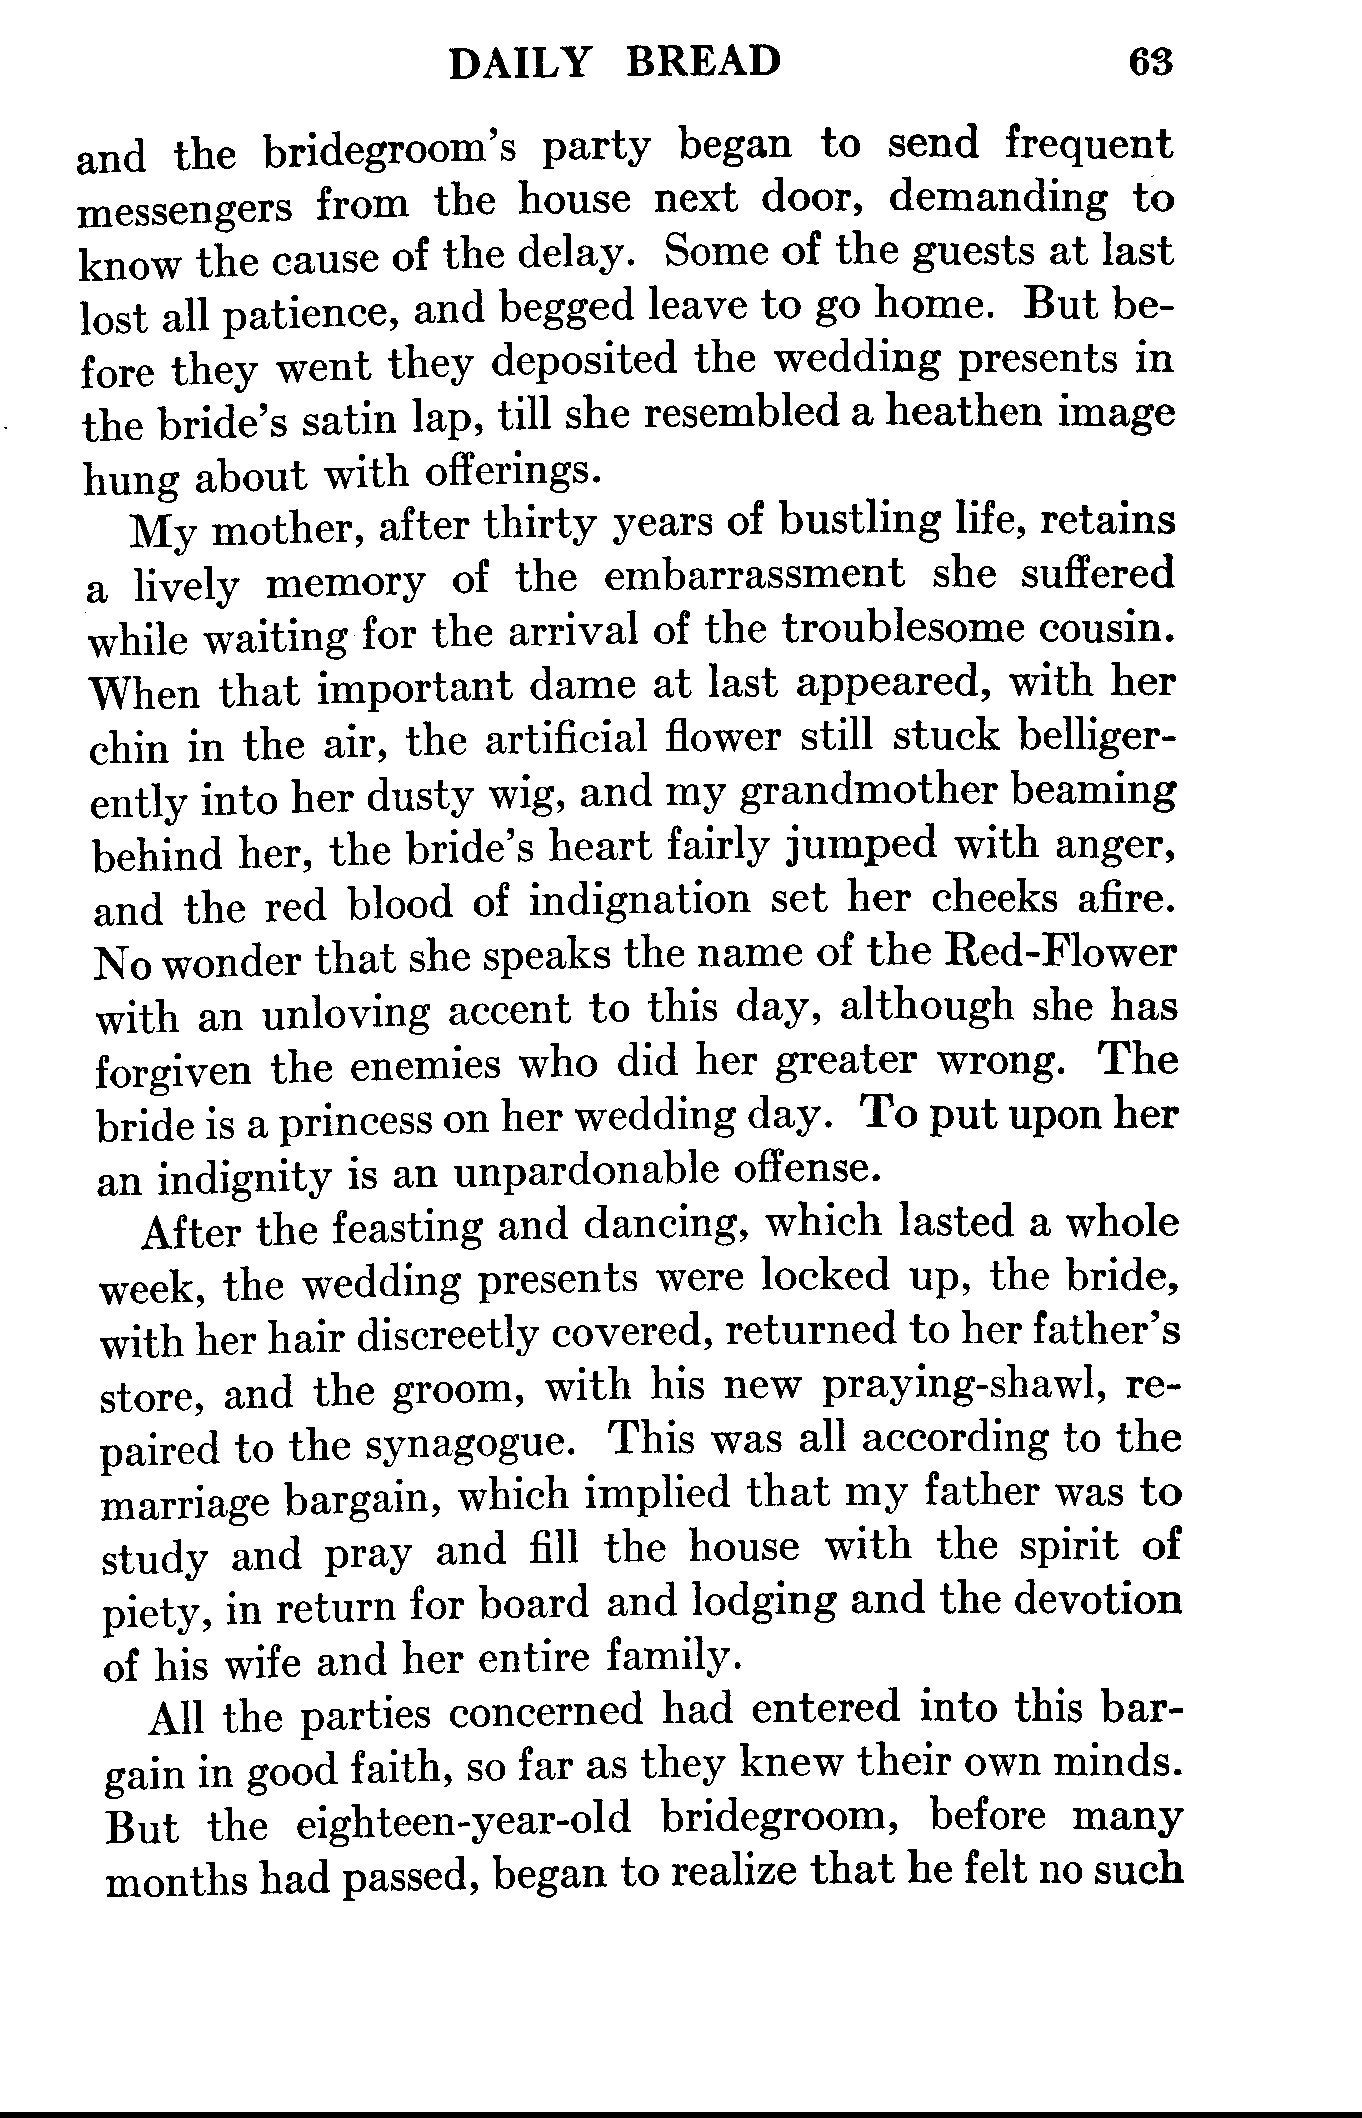 DAILY BREAD 63
and the bridegroom's party began to send frequent
messengers from the house next door, demanding to
know the cause of the delay. Some of the guests at last
lost all patience, and begged leave to go home. But be-
fore they went they deposited the wedding presents in
the bride's satin lap, till she resembled a heathen image
hung about with offerings.
My mother, after thirty years of bustling life, retains
a lively memory of the embarrassment she suffered
while waiting for the arrival of the troublesome cousin.
When that important dame at last appeared, with her
chin in the air, the artificial flower still stuck belliger-
ently into her dusty wig, and my grandmother beaming
behind her, the bride's heart fairly jumped with anger,
and the red blood of indignation set her cheeks afire.
No wonder that she speaks the name of the Red-Flower
with an unloving accent to this day, although she has
forgiven the enemies who did her greater wrong. The
bride is a princess on her wedding day. To put upon her
an indignity is an unpardonable offense.
After the feasting and dancing, which lasted a whole
week, the wedding presents were locked up, the bride,
with her hair discreetly covered, returned to her father's
store, and the groom, with his new praying-shawl, re-
paired to the synagogue. This was all according to the
marriage bargain, which implied that my father was to
study and pray and fill the house with the spirit of
piety, in return for board and lodging and the devotion
of his wife and her entire family.
All the parties concerned had entered into this bar-
gain in good faith, so far as they knew their own minds.
But the eighteen-year-old bridegroom, before many
months had passed, began to realize that he felt no such